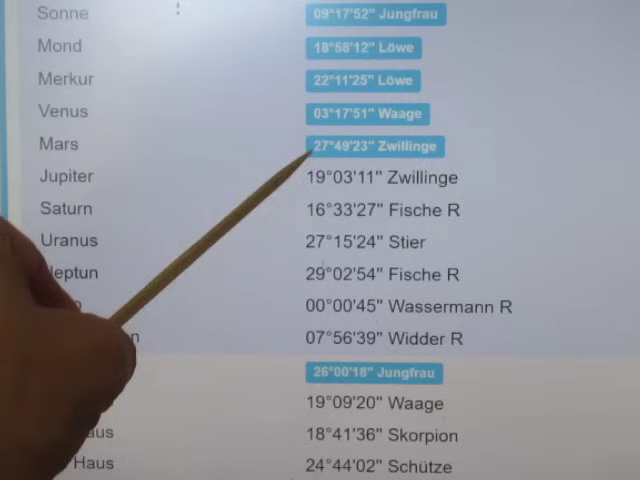 Sonne 09°17'52" Jungfrau
Mond 18°58'12" Löwe
Merkur 22°11'25" Löwe
Venus 03°17'51" Waage
Mars 27°49'23" Zwillinge
Jupiter 19°03'11" Zwillinge
Saturn 16°33'27" Fische R
Uranus 27°15'24" Stier
eptun 29°02'54" Fische R
o 00°00'45" Wassermann R
n 07°56'39" Widder R
26°00'18" Jungfrau
19°09'20" Waage
aus 18°41'36" Skorpion
Haus 24°44'02" Schütze